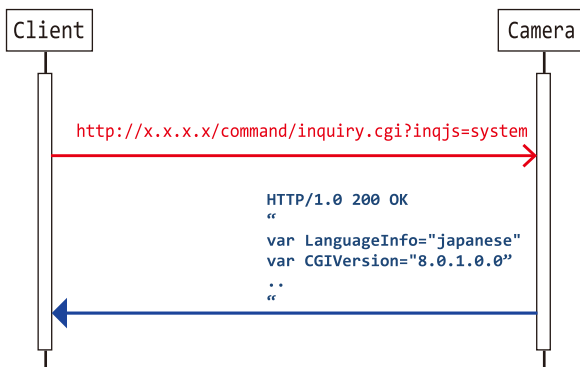 Client
Camera
http://x.x.x.x/command/inquiry.cgi?inqjs=system
HTTP/1.0 200 OK
“
var LanguageInfo="japanese"
var CGIVersion="8.0.1.0.0”
..
“